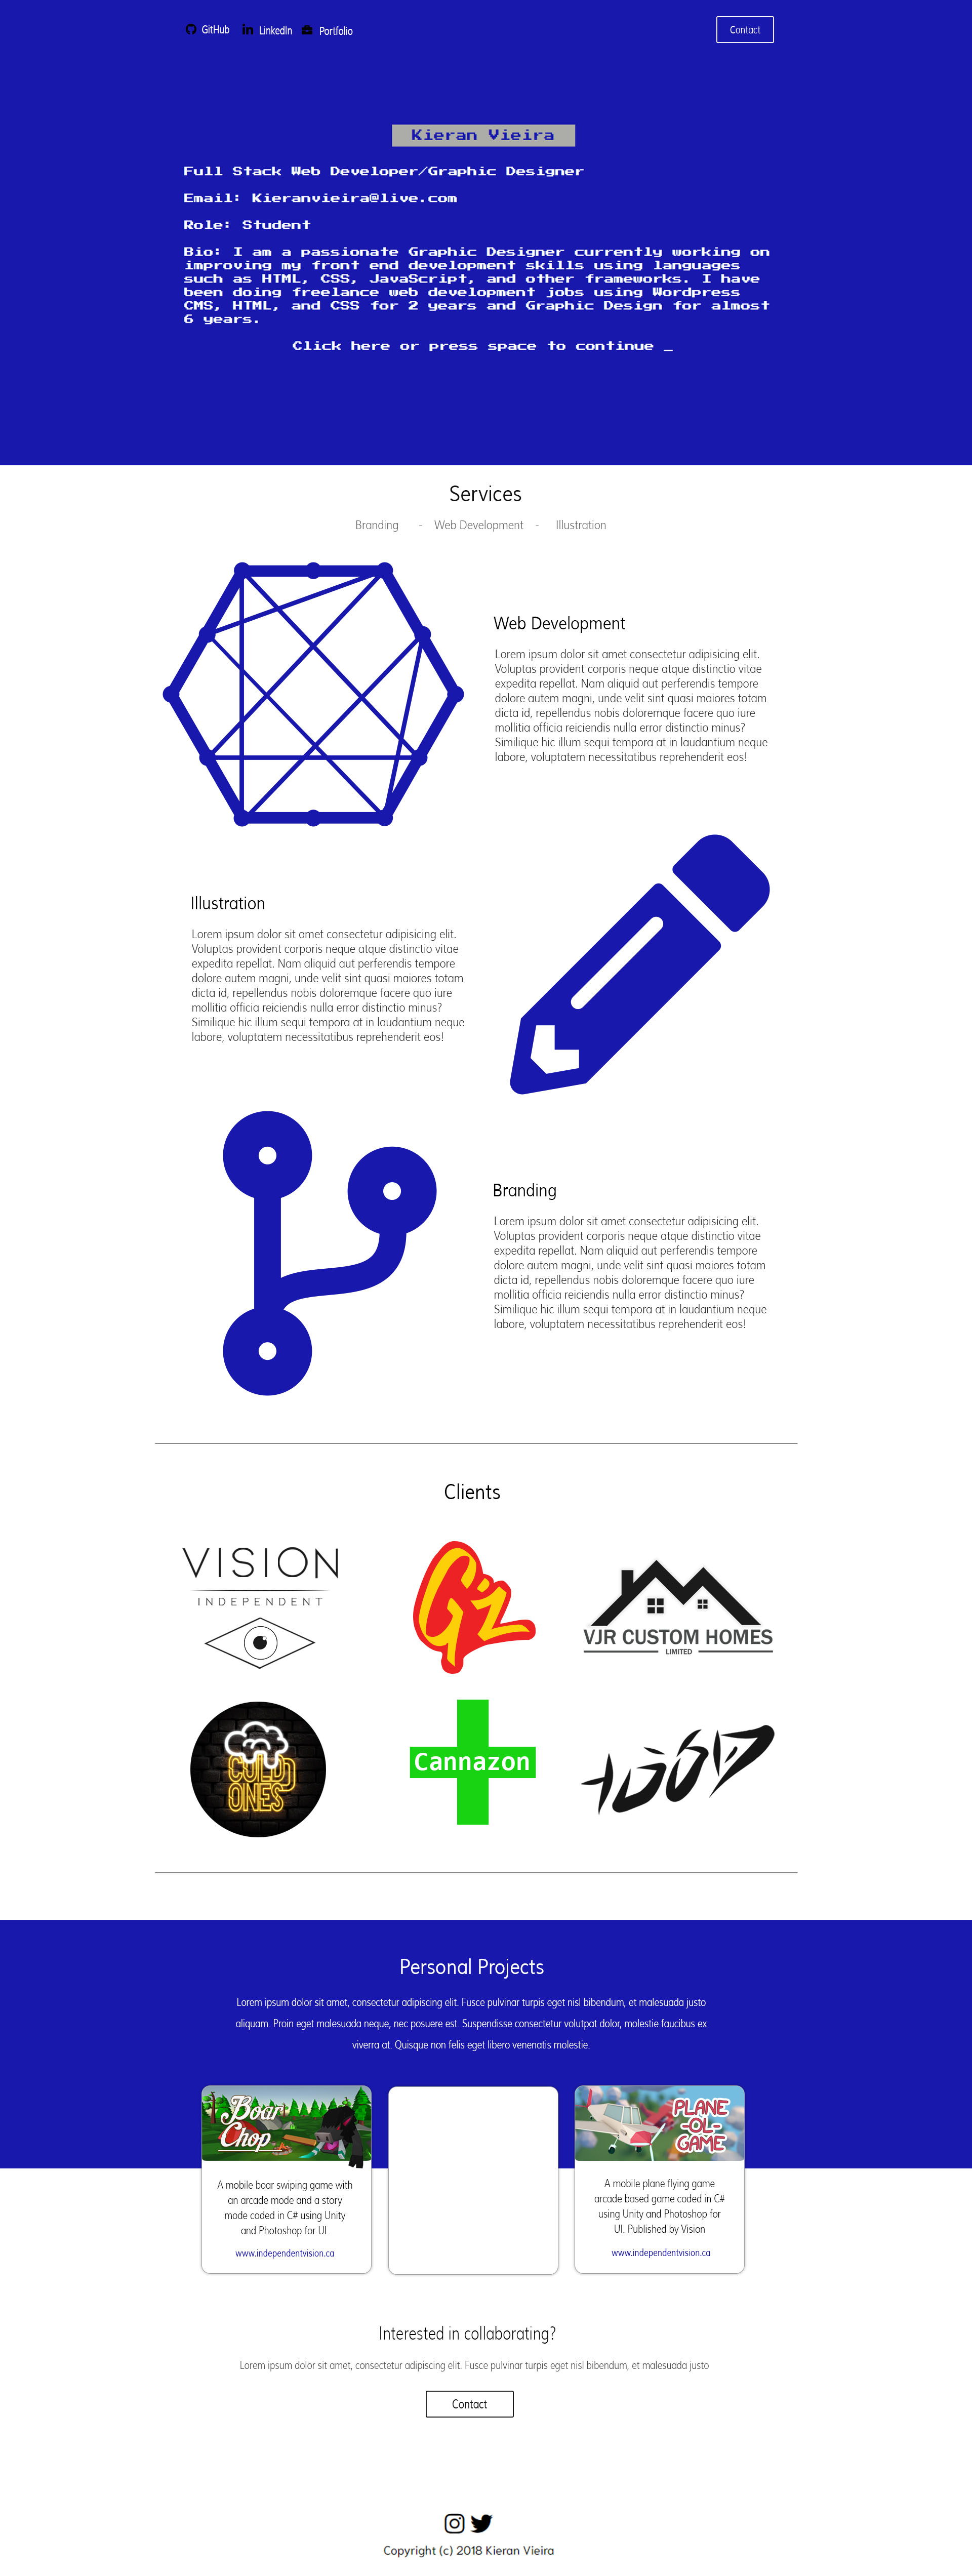 GitHub
LinkedIn
Portfolio
Contact
Kieran Vieira
Full Stack Web Developer/Graphic Designer
Email: Kieranvieira@live.com
Role: Student
Bio: I am a passionate Graphic Designer currently working on
improving my front end development skills using languages
such as HTML, CSS, JavaScript, and other frameworks. I have
been doing freelance web development jobs using Wordpress
CMS, HTML, and CSS for 2 years and Graphic Design for almost
6 years.
Click here or press space to continue _
Services
Branding - Web Development - Illustration
Web Development
Lorem ipsum dolor sit amet consectetur adipisicing elit.
Voluptas provident corporis neque atque distinctio vitae
expedita repellat. Nam aliquid aut perferendis tempore
dolore autem magni, unde velit sint quasi maiores totam
dicta id, repellendus nobis doloremque facere quo iure
mollitia officia reiciendis nulla error distinctio minus?
Similique hic illum sequi tempora at in laudantium neque
labore, voluptatem necessitatibus reprehenderit eos!
Illustration
Lorem ipsum dolor sit amet consectetur adipisicing elit.
Voluptas provident corporis neque atque distinctio vitae
expedita repellat. Nam aliquid aut perferendis tempore
dolore autem magni, unde velit sint quasi maiores totam
dicta id, repellendus nobis doloremque facere quo iure
mollitia officia reiciendis nulla error distinctio minus?
Similique hic illum sequi tempora at in laudantium neque
labore, voluptatem necessitatibus reprehenderit eos!
Branding
Lorem ipsum dolor sit amet consectetur adipisicing elit.
Voluptas provident corporis neque atque distinctio vitae
expedita repellat. Nam aliquid aut perferendis tempore
dolore autem magni, unde velit sint quasi maiores totam
dicta id, repellendus nobis doloremque facere quo iure
mollitia officia reiciendis nulla error distinctio minus?
Similique hic illum sequi tempora at in laudantium neque
labore, voluptatem necessitatibus reprehenderit eos!
Clients
VISION
INDEPENDENT
G'z
VJR CUSTOM HOMES
LIMITED
COLD
ONES
Cannazon
Personal Projects
Lorem ipsum dolor sit amet, consectetur adipiscing elit. Fusce pulvinar turpis eget nisl bibendum, et malesuada justo
aliquam. Proin eget malesuada neque, nec posuere est. Suspendisse consectetur volutpat dolor, molestie faucibus ex
viverra at. Quisque non felis eget libero venenatis molestie.
Boar
Chop
A mobile boar swiping game with
an arcade mode and a story
mode coded in C# using Unity
and Photoshop for UI.
www.independentvision.ca
PLANE
-OL-
GAME
A mobile plane flying game
arcade based game coded in C#
using Unity and Photoshop for
UI. Published by Vision
www.independentvision.ca
Interested in collaborating?
Lorem ipsum dolor sit amet, consectetur adipiscing elit. Fusce pulvinar turpis eget nisl bibendum, et malesuada justo
Contact
Copyright (c) 2018 Kieran Vieira